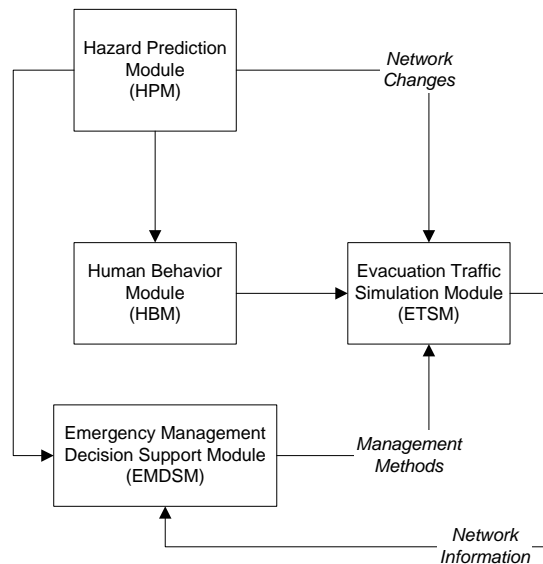 Hazard Prediction
Module
(HPM)
Network
Changes
Human Behavior
Module
(HBM)
Evacuation Traffic
Simulation Module
(ETSM)
Emergency Management
Decision Support Module
(EMDSM)
Management
Methods
Network
Information